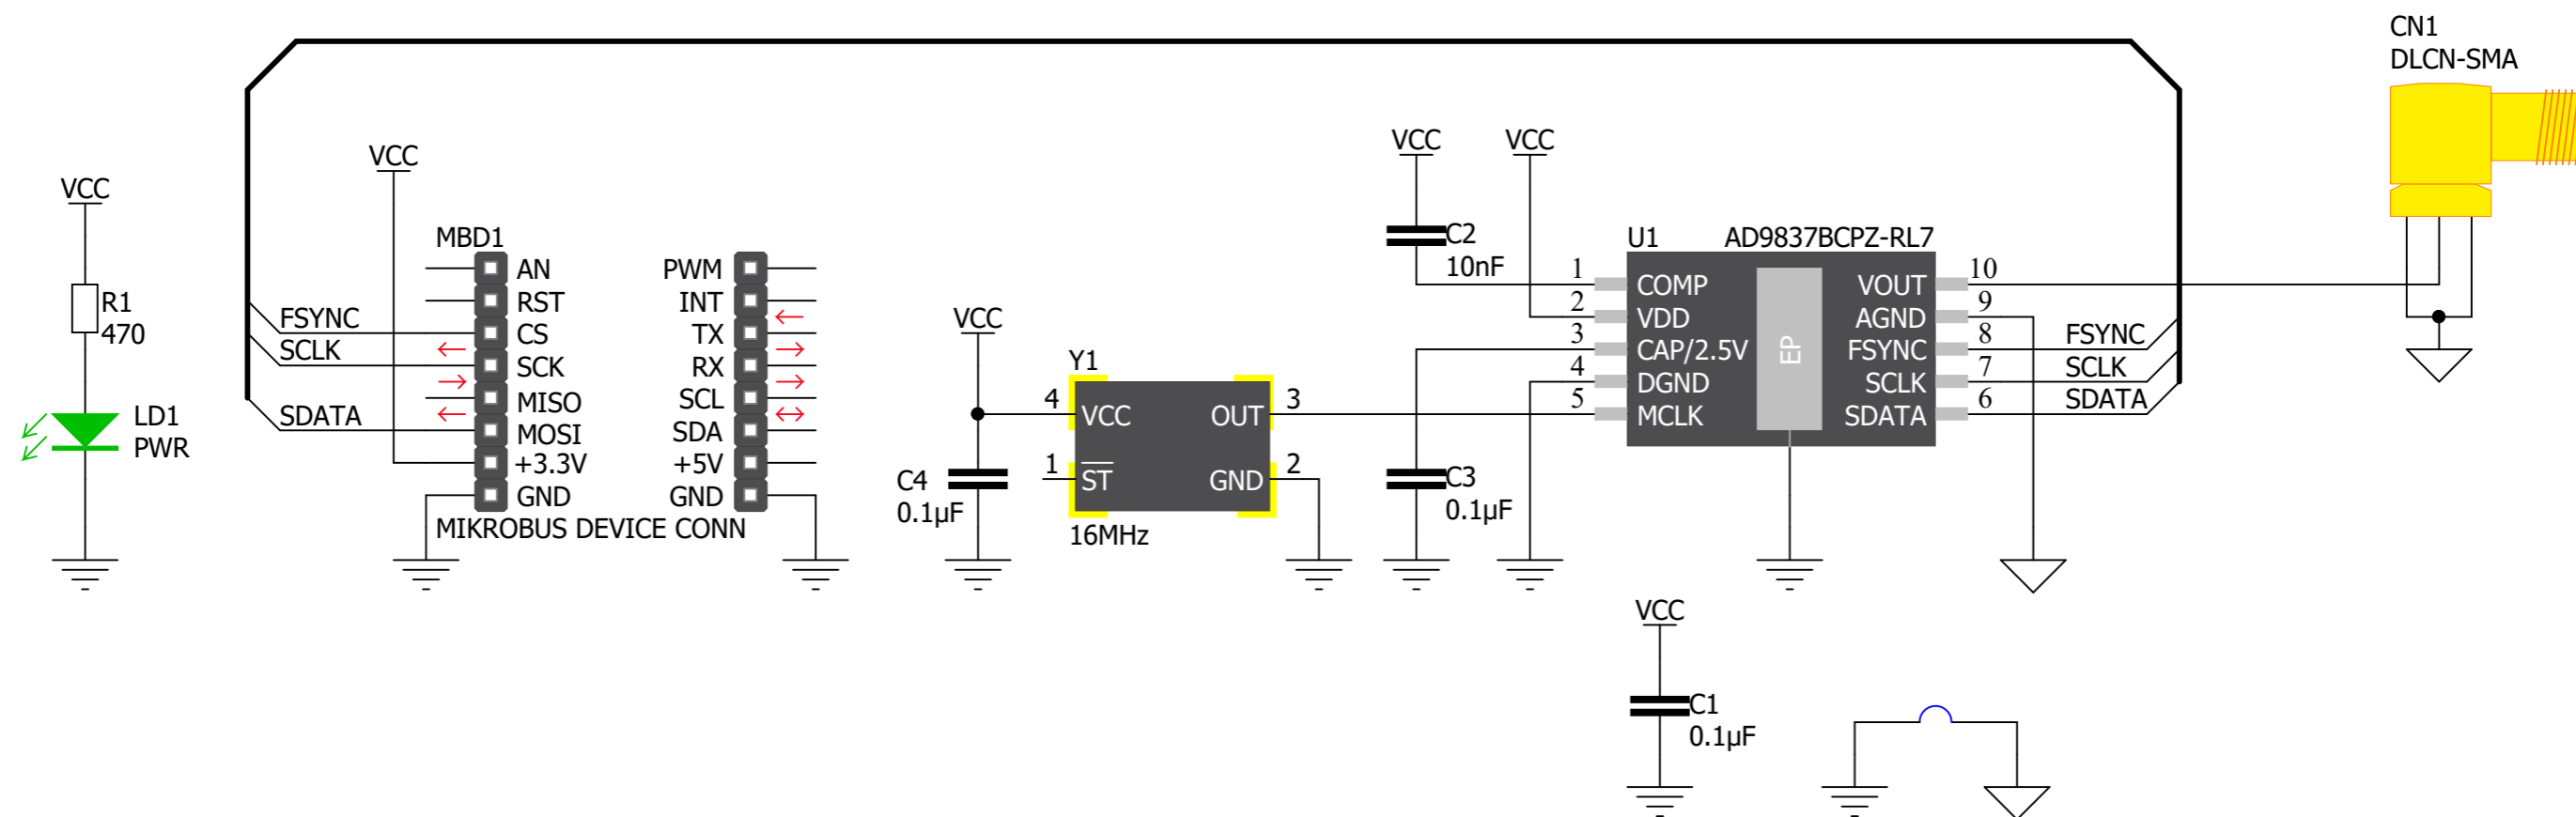 CN1
DLCN-SMA
VCC
R1
470
LD1
PWR
VCC
FSYNC
SCLK
SDATA
MBD1
AN
RST
CS
SCK
MISO
MOSI
+3.3V
GND
PWM
INT
TX
RX
SCL
SDA
+5V
GND
MIKROBUS DEVICE CONN
VCC
C4
0.1µF
Y1
4
VCC
OUT
3
1
ST
GND
2
16MHz
VCC
C2
10nF
VCC
C3
0.1µF
U1
AD9837BCPZ-RL7
1
COMP
2
VDD
3
CAP/2.5V
4
DGND
5
MCLK
EP
VOUT
10
AGND
9
FSYNC
8
SCLK
7
SDATA
6
FSYNC
SCLK
SDATA
VCC
C1
0.1µF